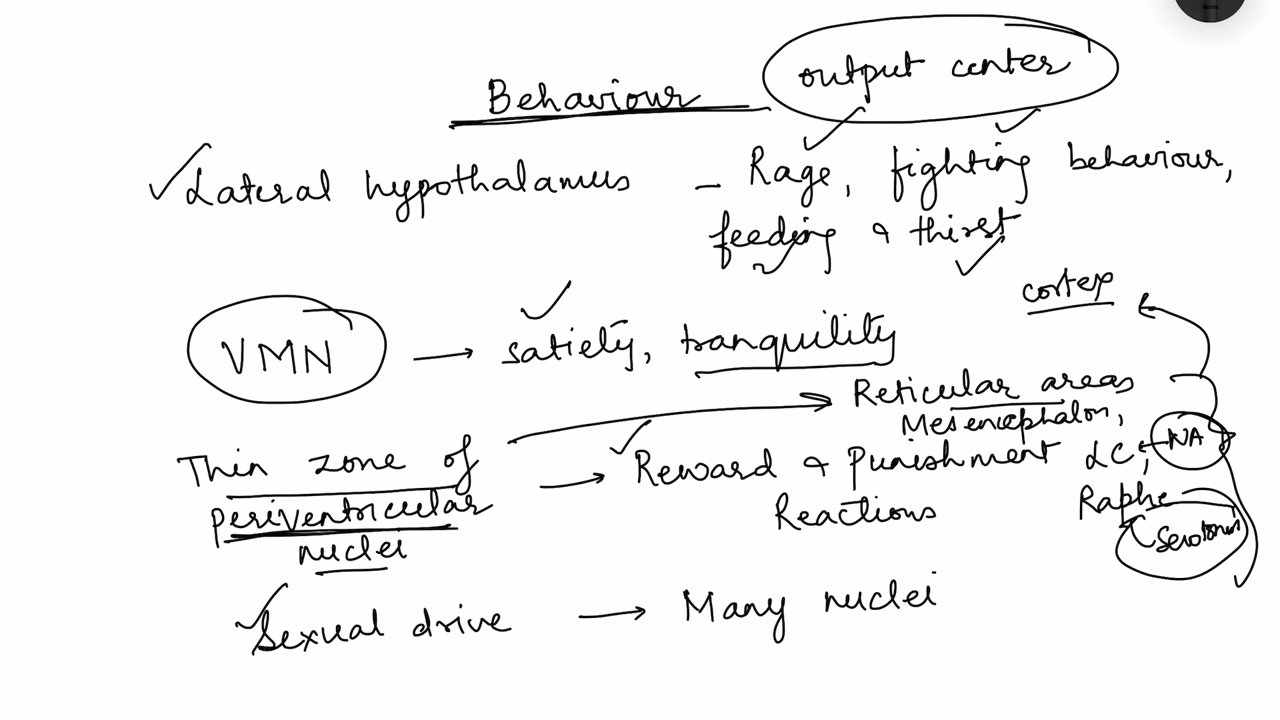 Behaviour output center
Lateral hypothalamus - Rage, fighting behaviour,
feeding & thirst
cortex
VMN → satiety, tranquility
Reticular areas
Mesencephalon,
Thin zone of periventricular nuclei → Reward & Punishment Reactions
LC, NA
Raphe
Serotonin
Sexual drive → Many nuclei